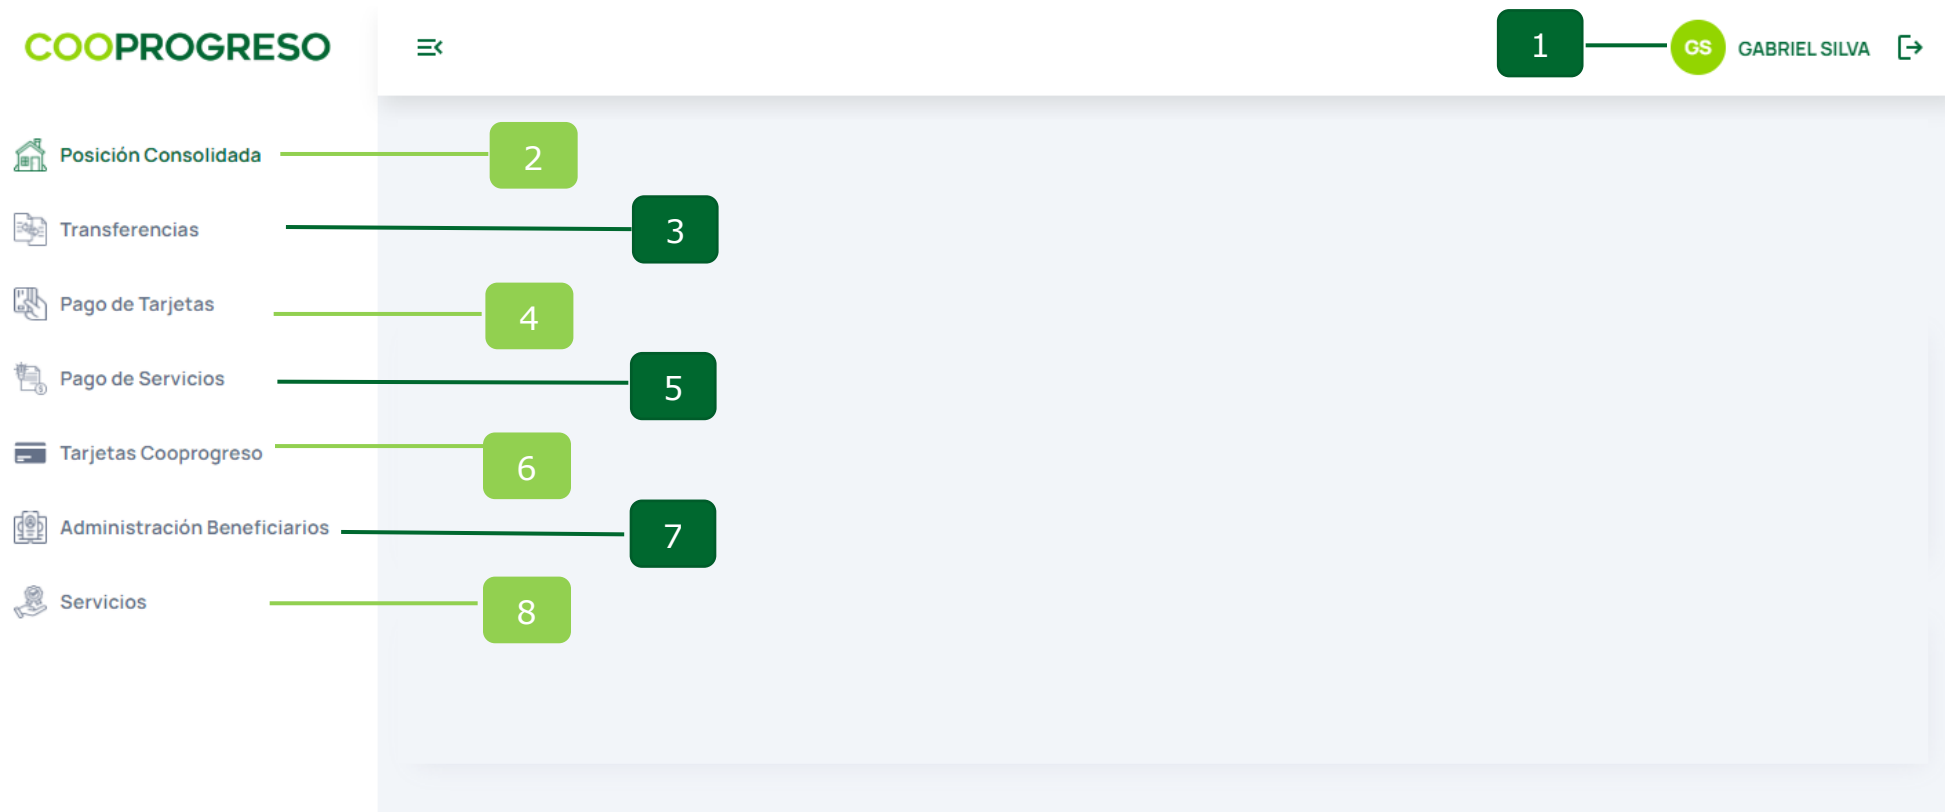 COOPROGRESO
1
GS GABRIEL SILVA
Posición Consolidada
2
Transferencias
3
Pago de Tarjetas
4
Pago de Servicios
5
Tarjetas Cooprogreso
6
Administración Beneficiarios
7
Servicios
8